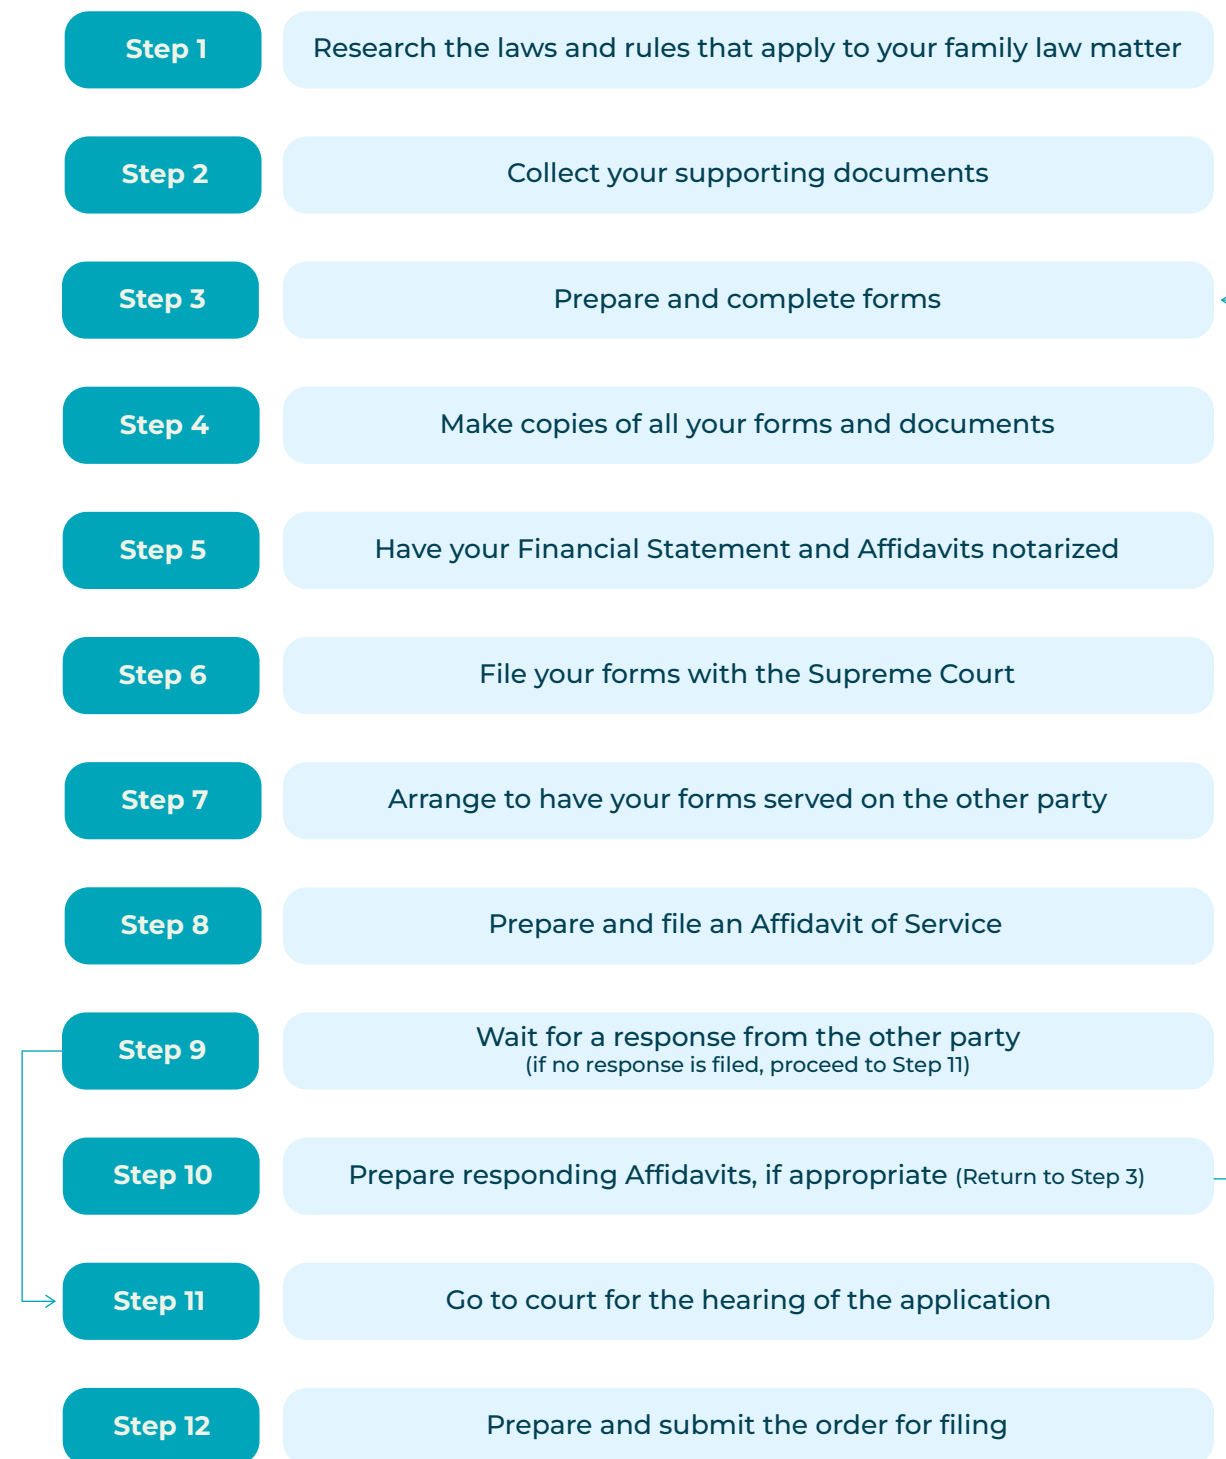 Step 1
Research the laws and rules that apply to your family law matter
Step 2
Collect your supporting documents
Step 3
Prepare and complete forms
Step 4
Make copies of all your forms and documents
Step 5
Have your Financial Statement and Affidavits notarized
Step 6
File your forms with the Supreme Court
Step 7
Arrange to have your forms served on the other party
Step 8
Prepare and file an Affidavit of Service
Step 9
Wait for a response from the other party
(if no response is filed, proceed to Step 11)
Step 10
Prepare responding Affidavits, if appropriate (Return to Step 3)
Step 11
Go to court for the hearing of the application
Step 12
Prepare and submit the order for filing